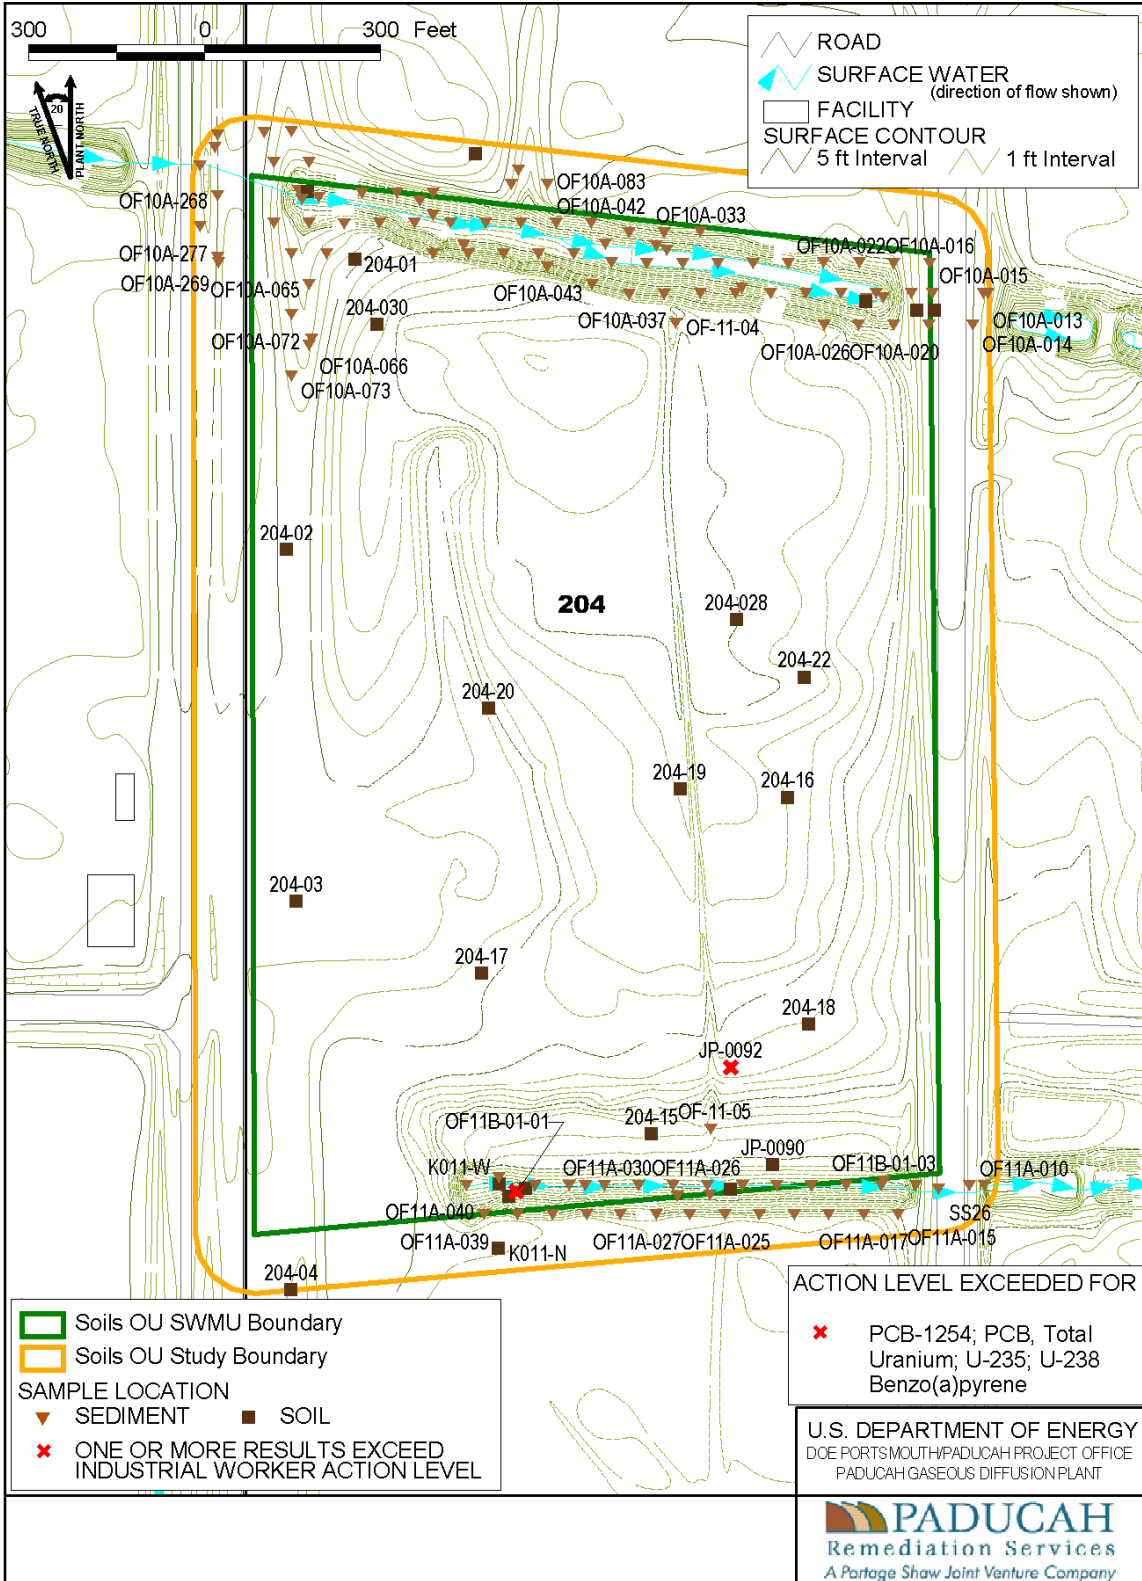 300 0 300 Feet
ROAD
SURFACE WATER
(direction of flow shown)
FACILITY
SURFACE CONTOUR
5 ft Interval 1 ft Interval
20
TRUE NORTH
PLANT NORTH
OF10A-083
OF10A-268
OF10A-042
OF10A-033
OF10A-277
204-01
OF10A-022
OF10A-016
OF10A-269
OF10A-065
OF10A-015
OF10A-043
204-030
OF10A-037
OF-11-04
OF10A-013
OF10A-072
OF10A-014
OF10A-066
OF10A-026
OF10A-020
OF10A-073
204-02
204
204-028
204-22
204-20
204-19
204-16
204-03
204-17
204-18
JP-0092
OF11B-01-01
204-15
OF-11-05
JP-0090
K011-W
OF11A-030
OF11A-026
OF11B-01-03
OF11A-010
OF11A-040
SS26
OF11A-039
K011-N
OF11A-027
OF11A-025
OF11A-017
OF11A-015
204-04
ACTION LEVEL EXCEEDED FOR
PCB-1254; PCB, Total
Uranium; U-235; U-238
Benzo(a)pyrene
Soils OU SWMU Boundary
Soils OU Study Boundary
SAMPLE LOCATION
SEDIMENT SOIL
ONE OR MORE RESULTS EXCEED
INDUSTRIAL WORKER ACTION LEVEL
U.S. DEPARTMENT OF ENERGY
DOE PORTSMOUTH/PADUCAH PROJECT OFFICE
PADUCAH GASEOUS DIFFUSION PLANT
PADUCAH
Remediation Services
A Portage Shaw Joint Venture Company